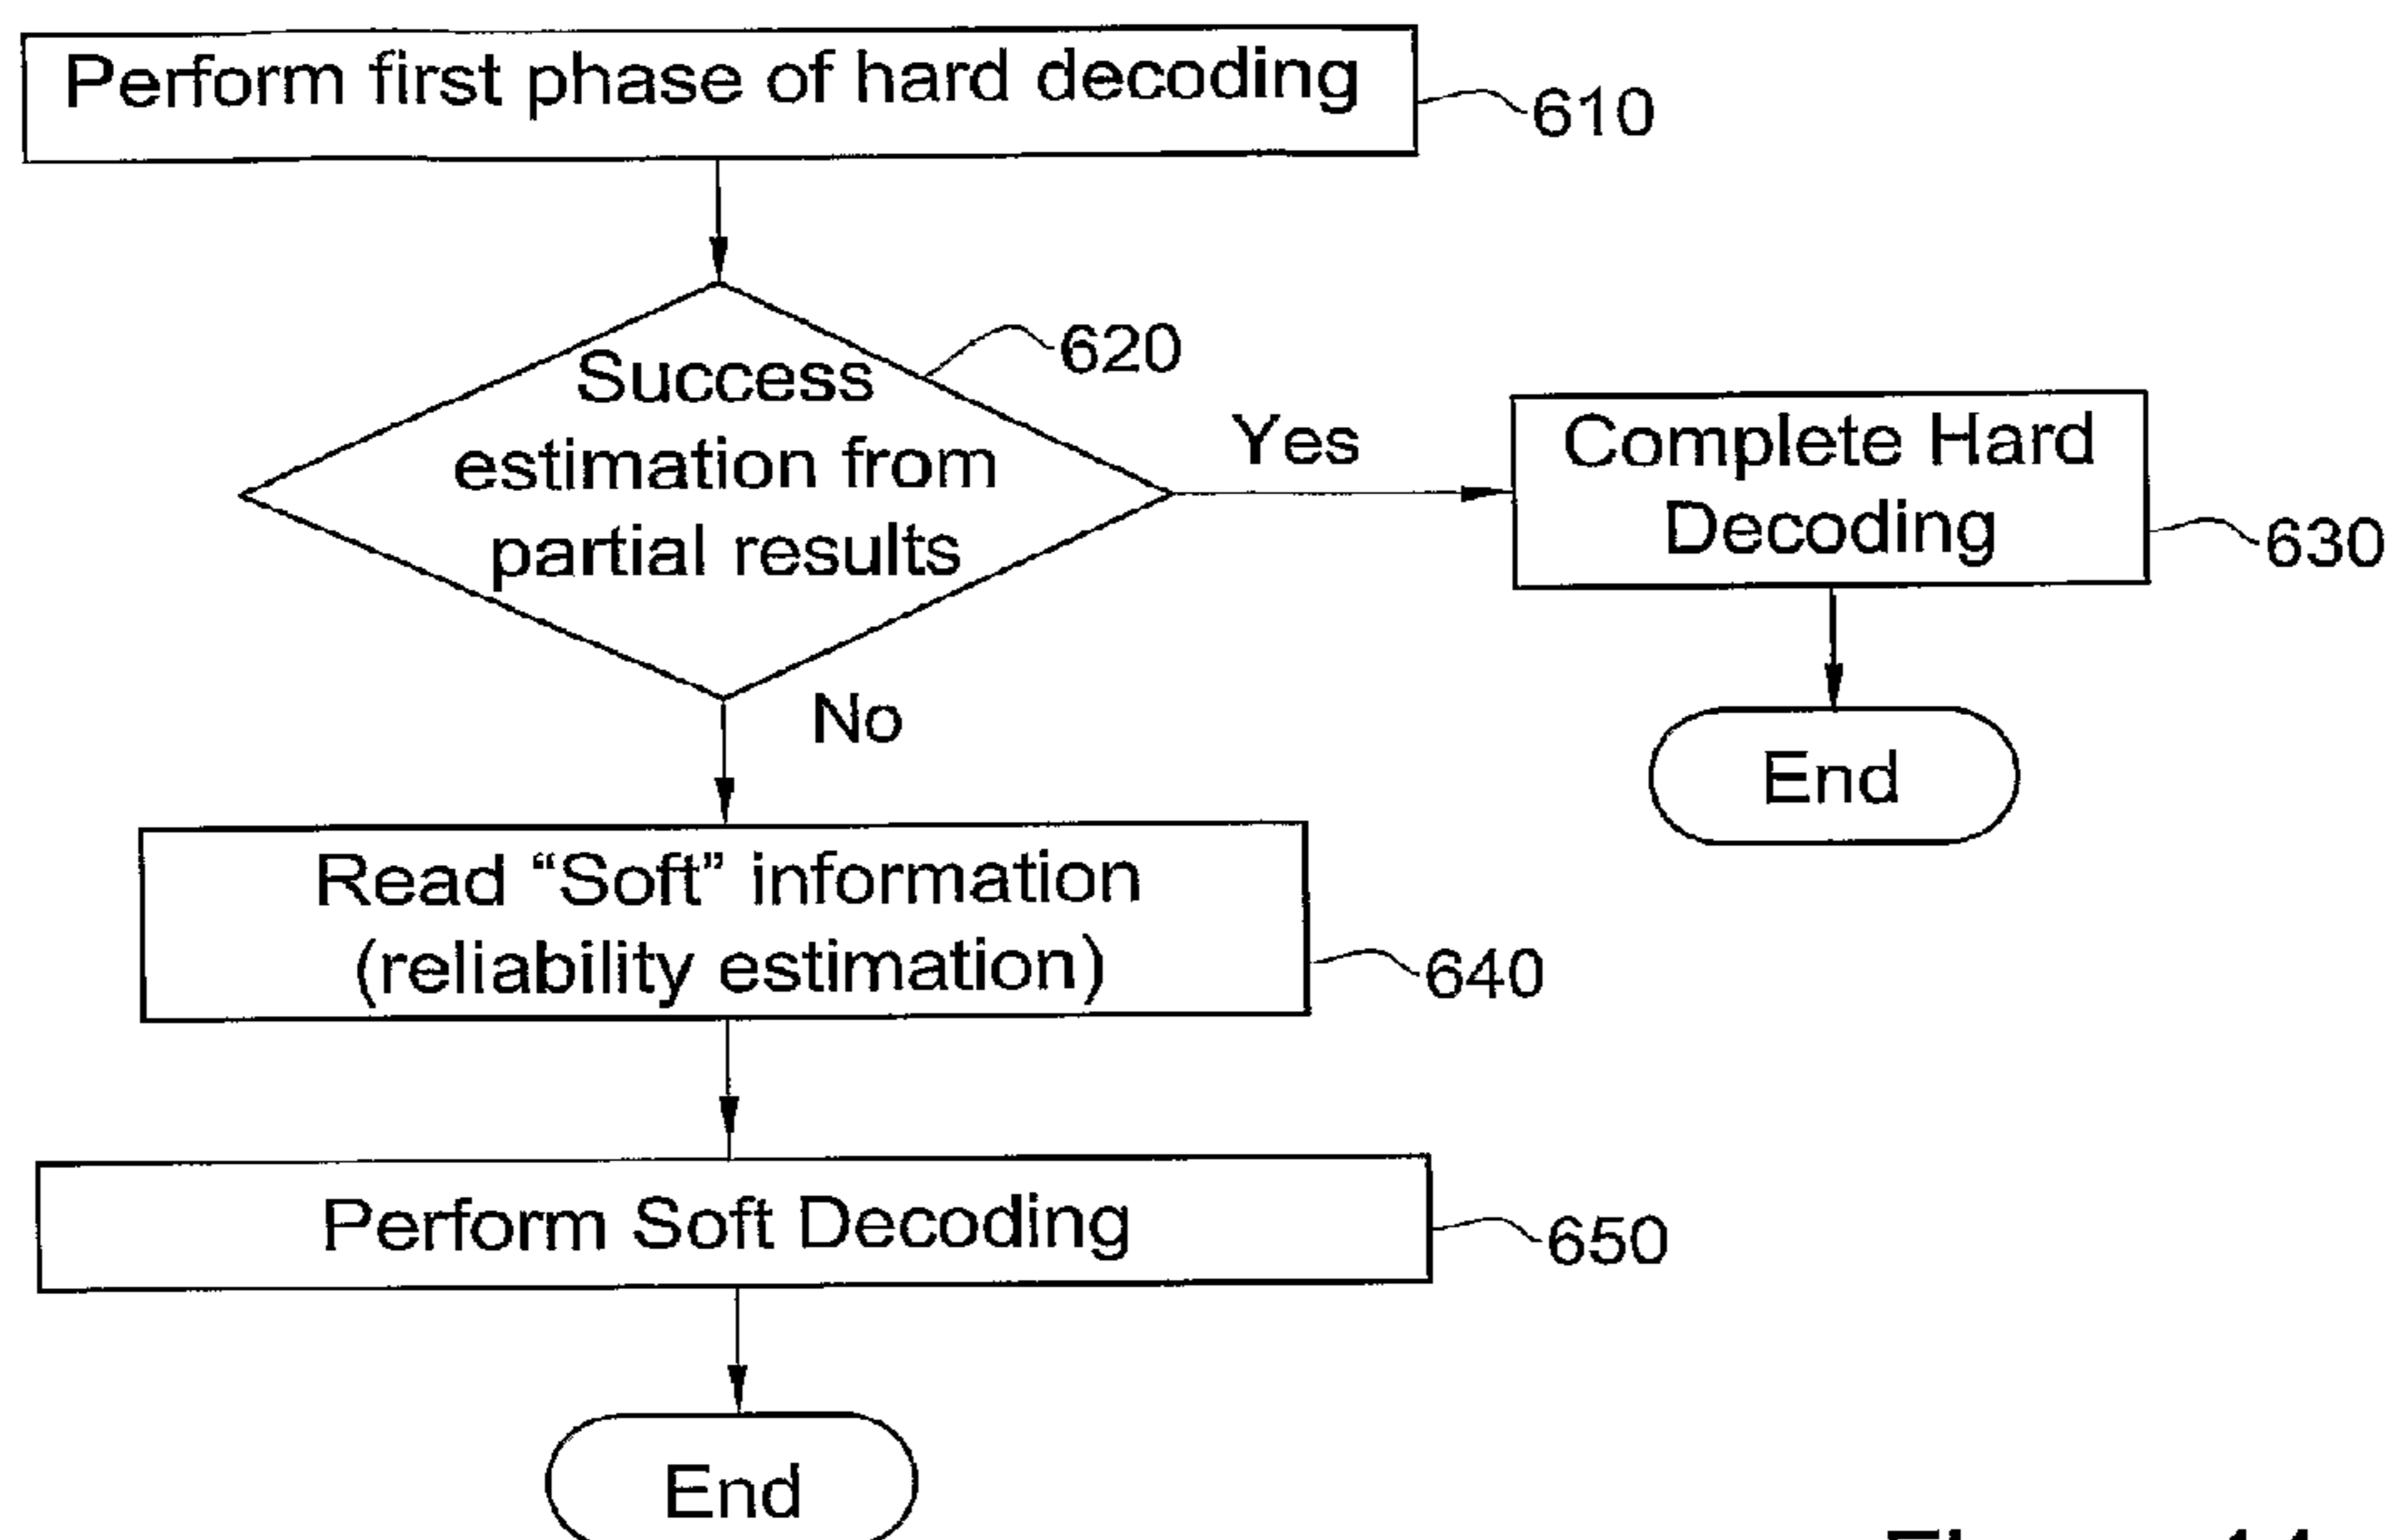 Perform first phase of hard decoding
610
Success
estimation from
partial results
620
Yes
Complete Hard
Decoding
630
End
No
Read “Soft” information
(reliability estimation)
640
Perform Soft Decoding
650
End